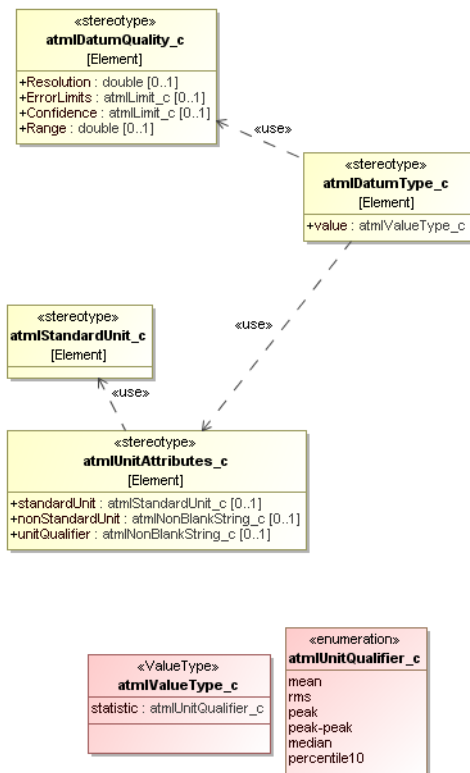 «stereotype»
atmlDatumQuality_c
[Element]
+Resolution : double [0..1]
+ErrorLimits : atmlLimit_c [0..1]
+Confidence : atmlLimit_c [0..1]
+Range : double [0..1]
«use»
«stereotype»
atmlDatumType_c
[Element]
+value : atmlValueType_c
«use»
«stereotype»
atmlStandardUnit_c
[Element]
«use»
«stereotype»
atmlUnitAttributes_c
[Element]
+standardUnit : atmlStandardUnit_c [0..1]
+nonStandardUnit : atmlNonBlankString_c [0..1]
+unitQualifier : atmlNonBlankString_c [0..1]
«ValueType»
atmlValueType_c
statistic : atmlUnitQualifier_c
«enumeration»
atmlUnitQualifier_c
mean
rms
peak
peak-peak
median
percentile10